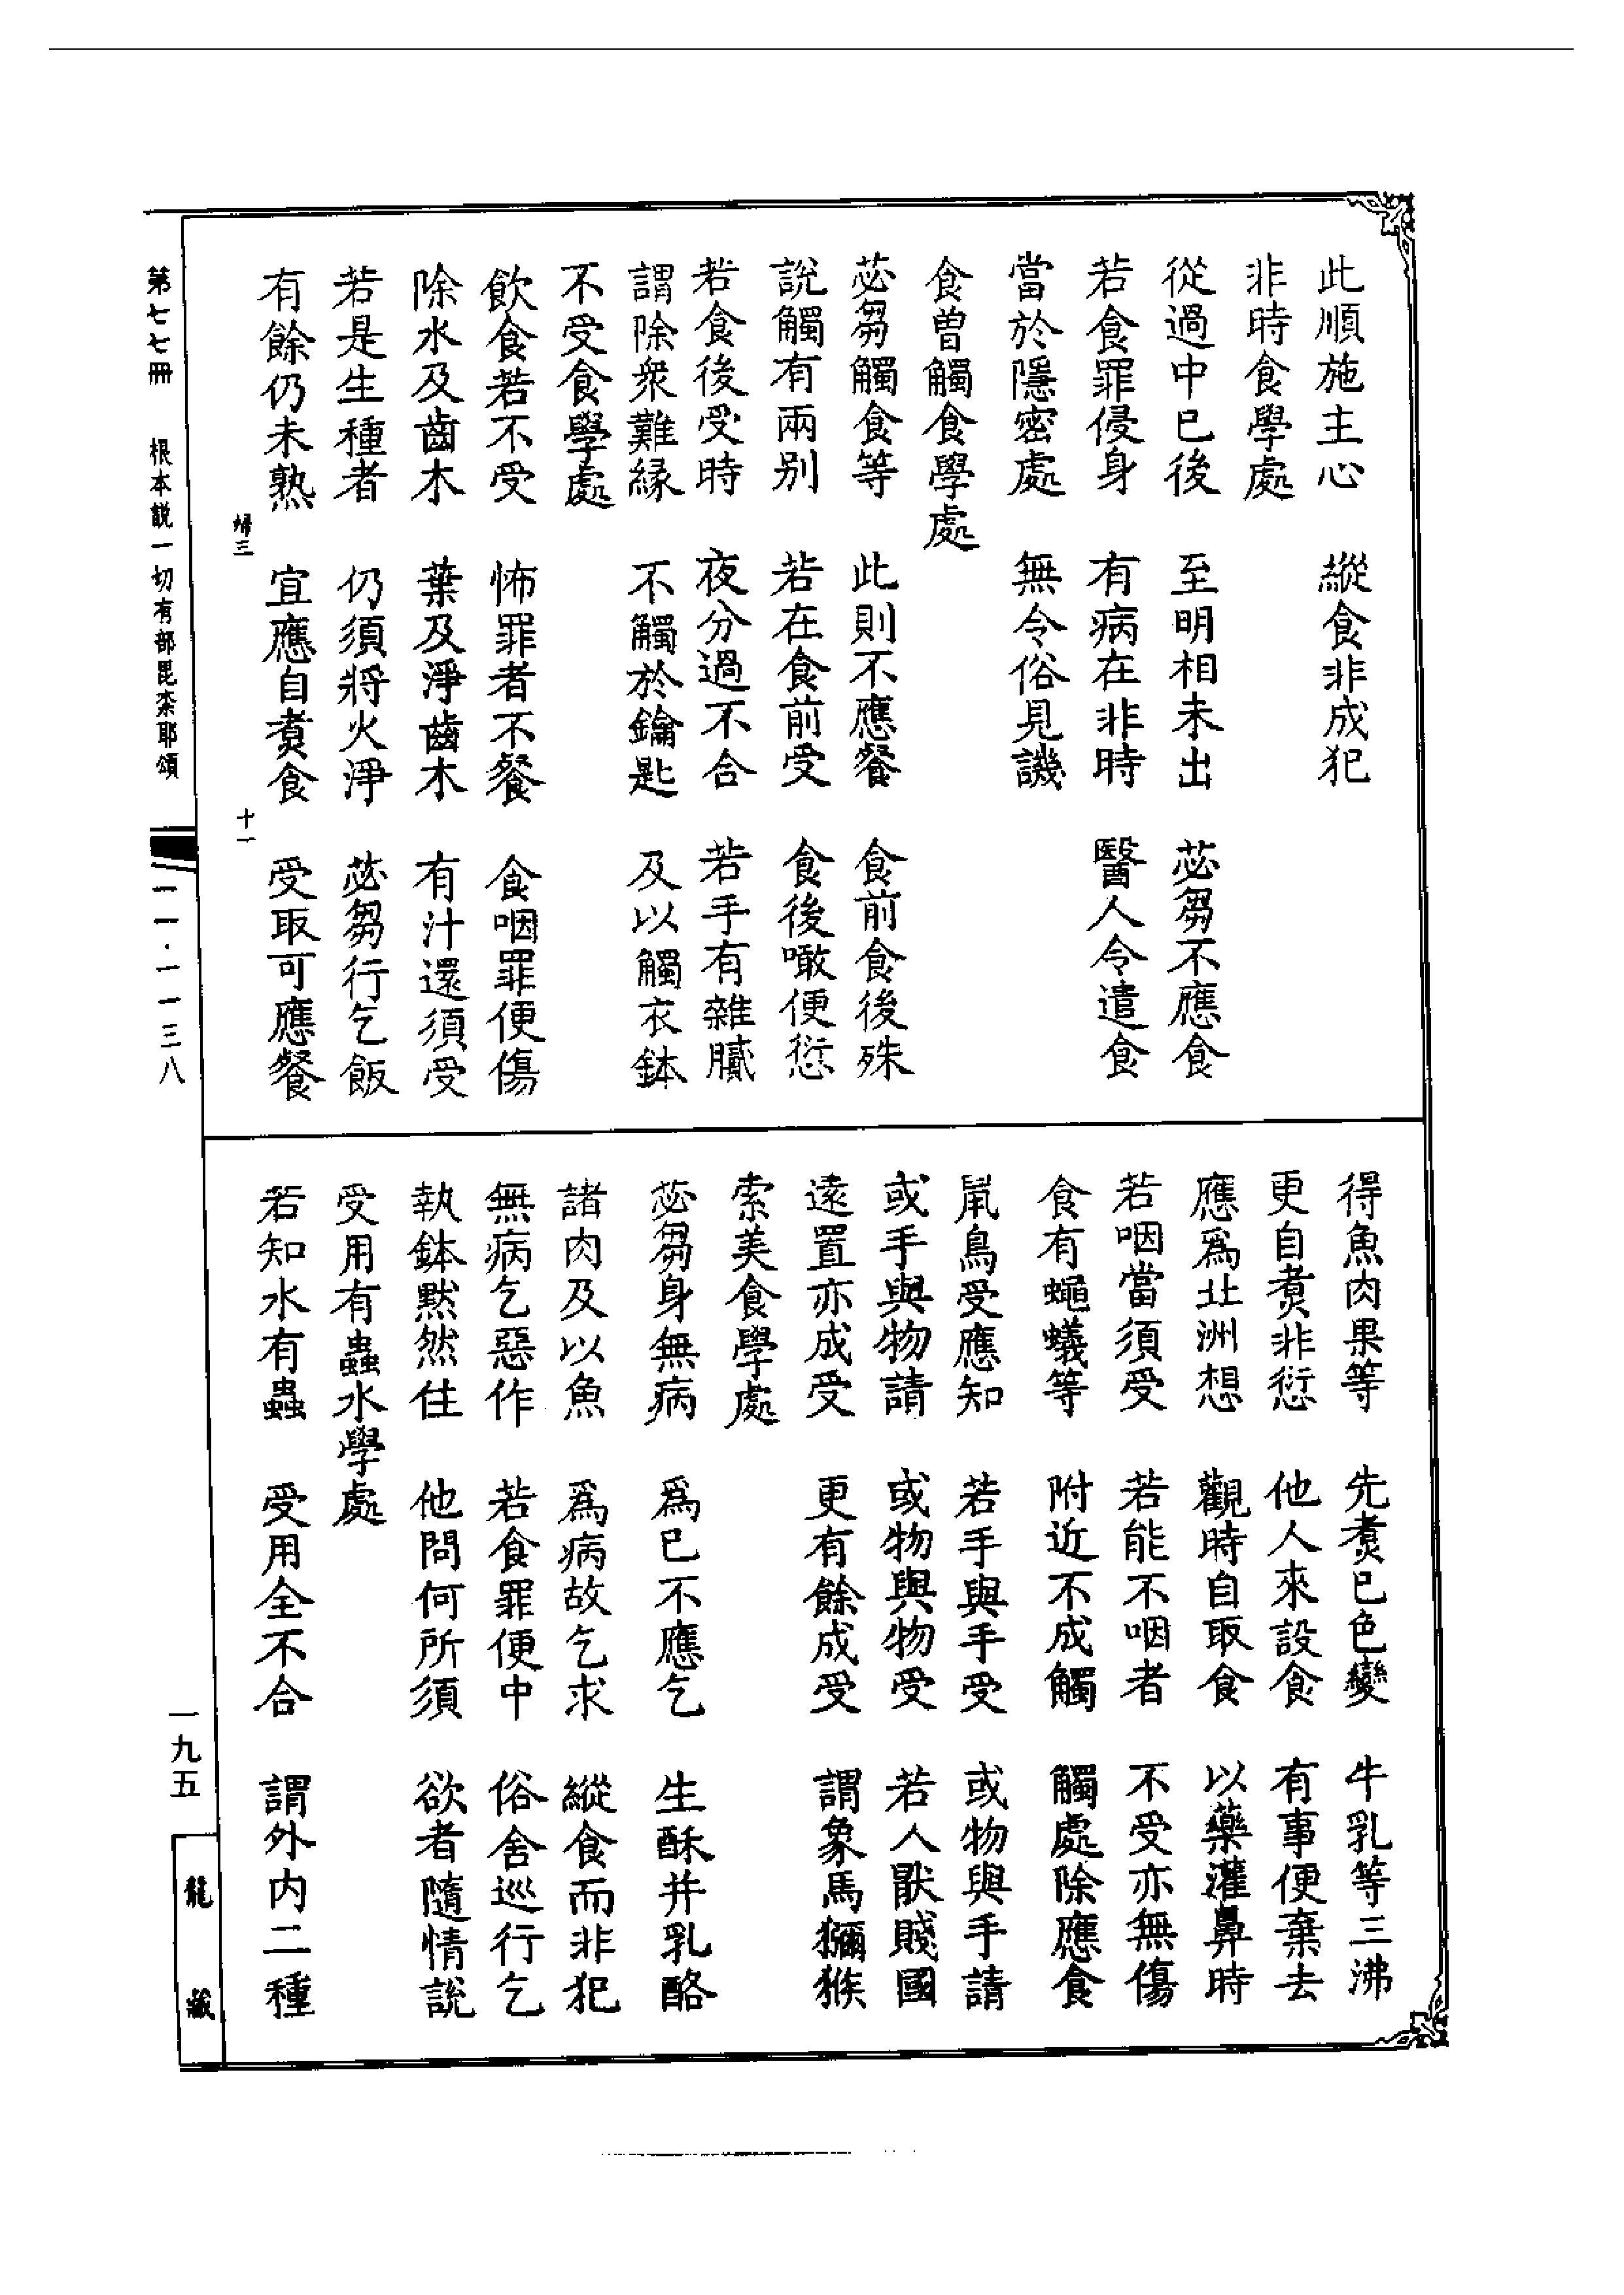 此順施主心　縱食非成犯
非時食學處
從過中已後　至明相未出　苾芻不應食
若食罪侵身　有病在非時　醫人令遣食
當於隱密處　無令俗見譏
食曾觸食學處
苾芻觸食等　此則不應餐　食前食後殊
說觸有兩别　若在食前受　食後噉便愆
若食後受時　夜分過不合　若手有雜膩
謂除衆難緣　不觸於鑰匙　及以觸衣鉢
不受食學處
飲食若不受　怖罪者不餐　食咽罪便傷
除水及齒木　葉及淨齒木　有汁還須受
若是生種者　仍須將火淨　苾芻行乞飯
有餘仍未熟　宜應自煮食　受取可應餐
歸三　十一
得魚肉果等　先煮已色變　牛乳等三沸
更自煮非愆　他人來設食　有事便棄去
應爲北洲想　觀時自取食　以藥灌鼻時
若咽當須受　若能不咽者　不受亦無傷
食有蠅蟻等　附近不成觸　觸處除應食
鼠鳥受應知　若手與手受　或物與手請
或手與物請　或物與物受　若人猒賤國
遠置亦成受　更有餘成受　謂象馬獼猴
索美食學處
苾芻身無病　爲已不應乞　生酥并乳酪
諸肉及以魚　爲病故乞求　縱食而非犯
無病乞惡作　若食罪便中　俗舍巡行乞
執鉢默然住　他問何所須　欲者隨情說
受用有蟲水學處
若知水有蟲　受用全不合　謂外内二種
第七七冊　根本説一切有部毘柰耶頌　一一·一一三八
一九五
龍藏